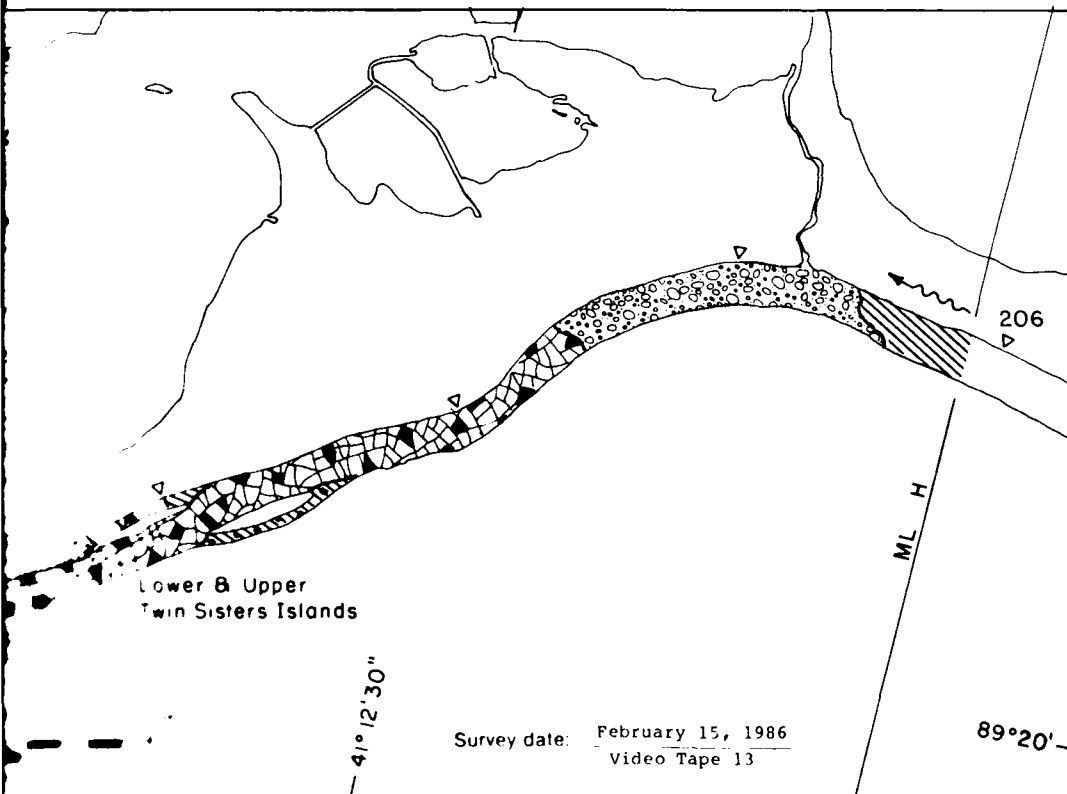 206
ML H
Lower & Upper
Twin Sisters Islands
41° 12'30"
Survey date: February 15, 1986
Video Tape 13
89°20'